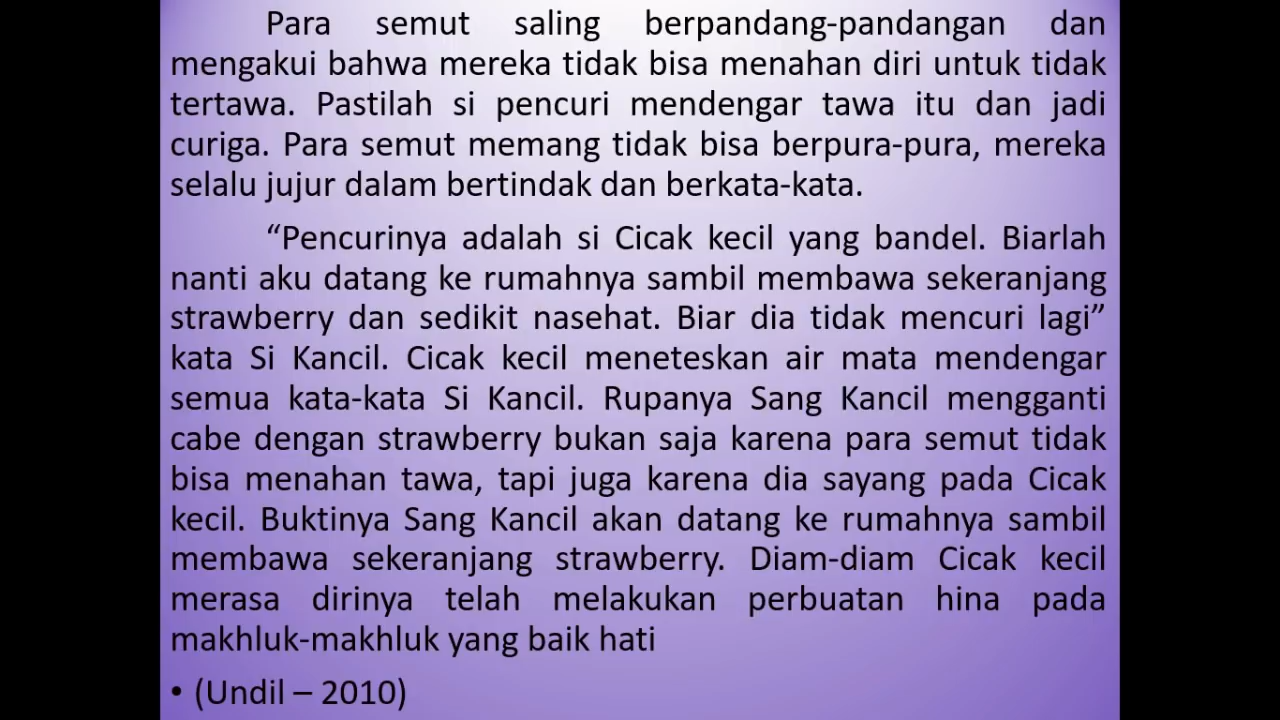 Para semut saling berpandang-pandangan dan
mengakui bahwa mereka tidak bisa menahan diri untuk tidak
tertawa. Pastilah si pencuri mendengar tawa itu dan jadi
curiga. Para semut memang tidak bisa berpura-pura, mereka
selalu jujur dalam bertindak dan berkata-kata.
“Pencurinya adalah si Cicak kecil yang bandel. Biarlah
nanti aku datang ke rumahnya sambil membawa sekeranjang
strawberry dan sedikit nasehat. Biar dia tidak mencuri lagi”
kata Si Kancil. Cicak kecil meneteskan air mata mendengar
semua kata-kata Si Kancil. Rupanya Sang Kancil mengganti
cabe dengan strawberry bukan saja karena para semut tidak
bisa menahan tawa, tapi juga karena dia sayang pada Cicak
kecil. Buktinya Sang Kancil akan datang ke rumahnya sambil
membawa sekeranjang strawberry. Diam-diam Cicak kecil
merasa dirinya telah melakukan perbuatan hina pada
makhluk-makhluk yang baik hati
• (Undil – 2010)